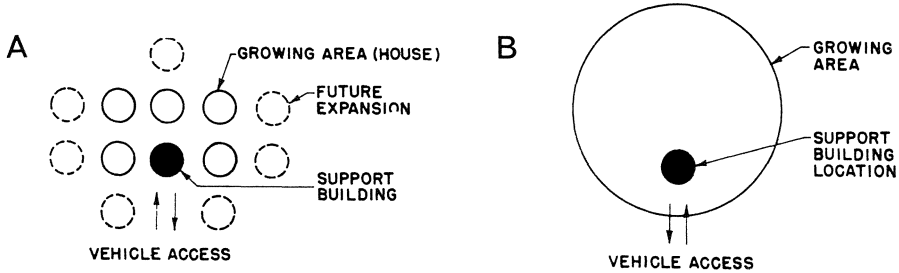 A
GROWING AREA (HOUSE)
FUTURE
EXPANSION
SUPPORT
BUILDING
VEHICLE ACCESS
B
GROWING
AREA
SUPPORT
BUILDING
LOCATION
VEHICLE ACCESS